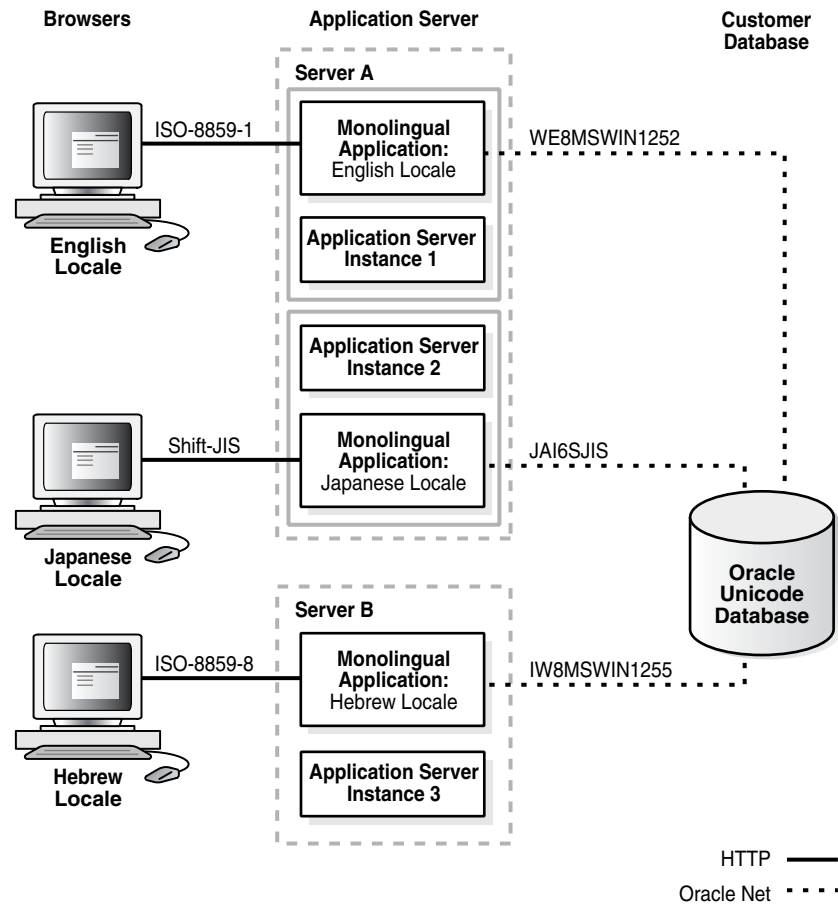 Browsers
Application Server
Customer
Database
Server A
ISO-8859-1
Monolingual
Application:
English Locale
WE8MSWIN1252
English
Locale
Application Server
Instance 1
Application Server
Instance 2
Shift-JIS
Monolingual
Application:
Japanese Locale
JAI6SJIS
Japanese
Locale
Oracle
Unicode
Database
Server B
ISO-8859-8
Monolingual
Application:
Hebrew Locale
IW8MSWIN1255
Hebrew
Locale
Application Server
Instance 3
HTTP
Oracle Net